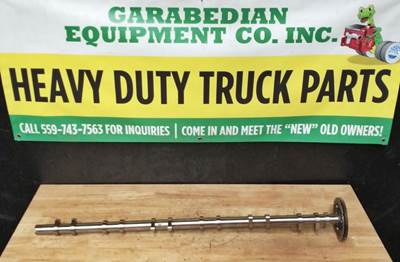 GARABEDIAN
EQUIPMENT CO. INC.
HEAVY DUTY TRUCK PARTS
CALL 559-743-7563 FOR INQUIRIES | COME IN AND MEET THE "NEW" OLD OWNERS!